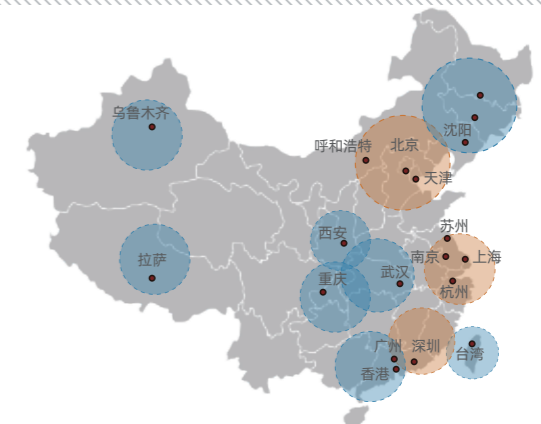 乌鲁木齐
沈阳
呼和浩特
北京
天津
苏州
西安
南京
上海
拉萨
武汉
重庆
杭州
广州
深圳
台湾
香港